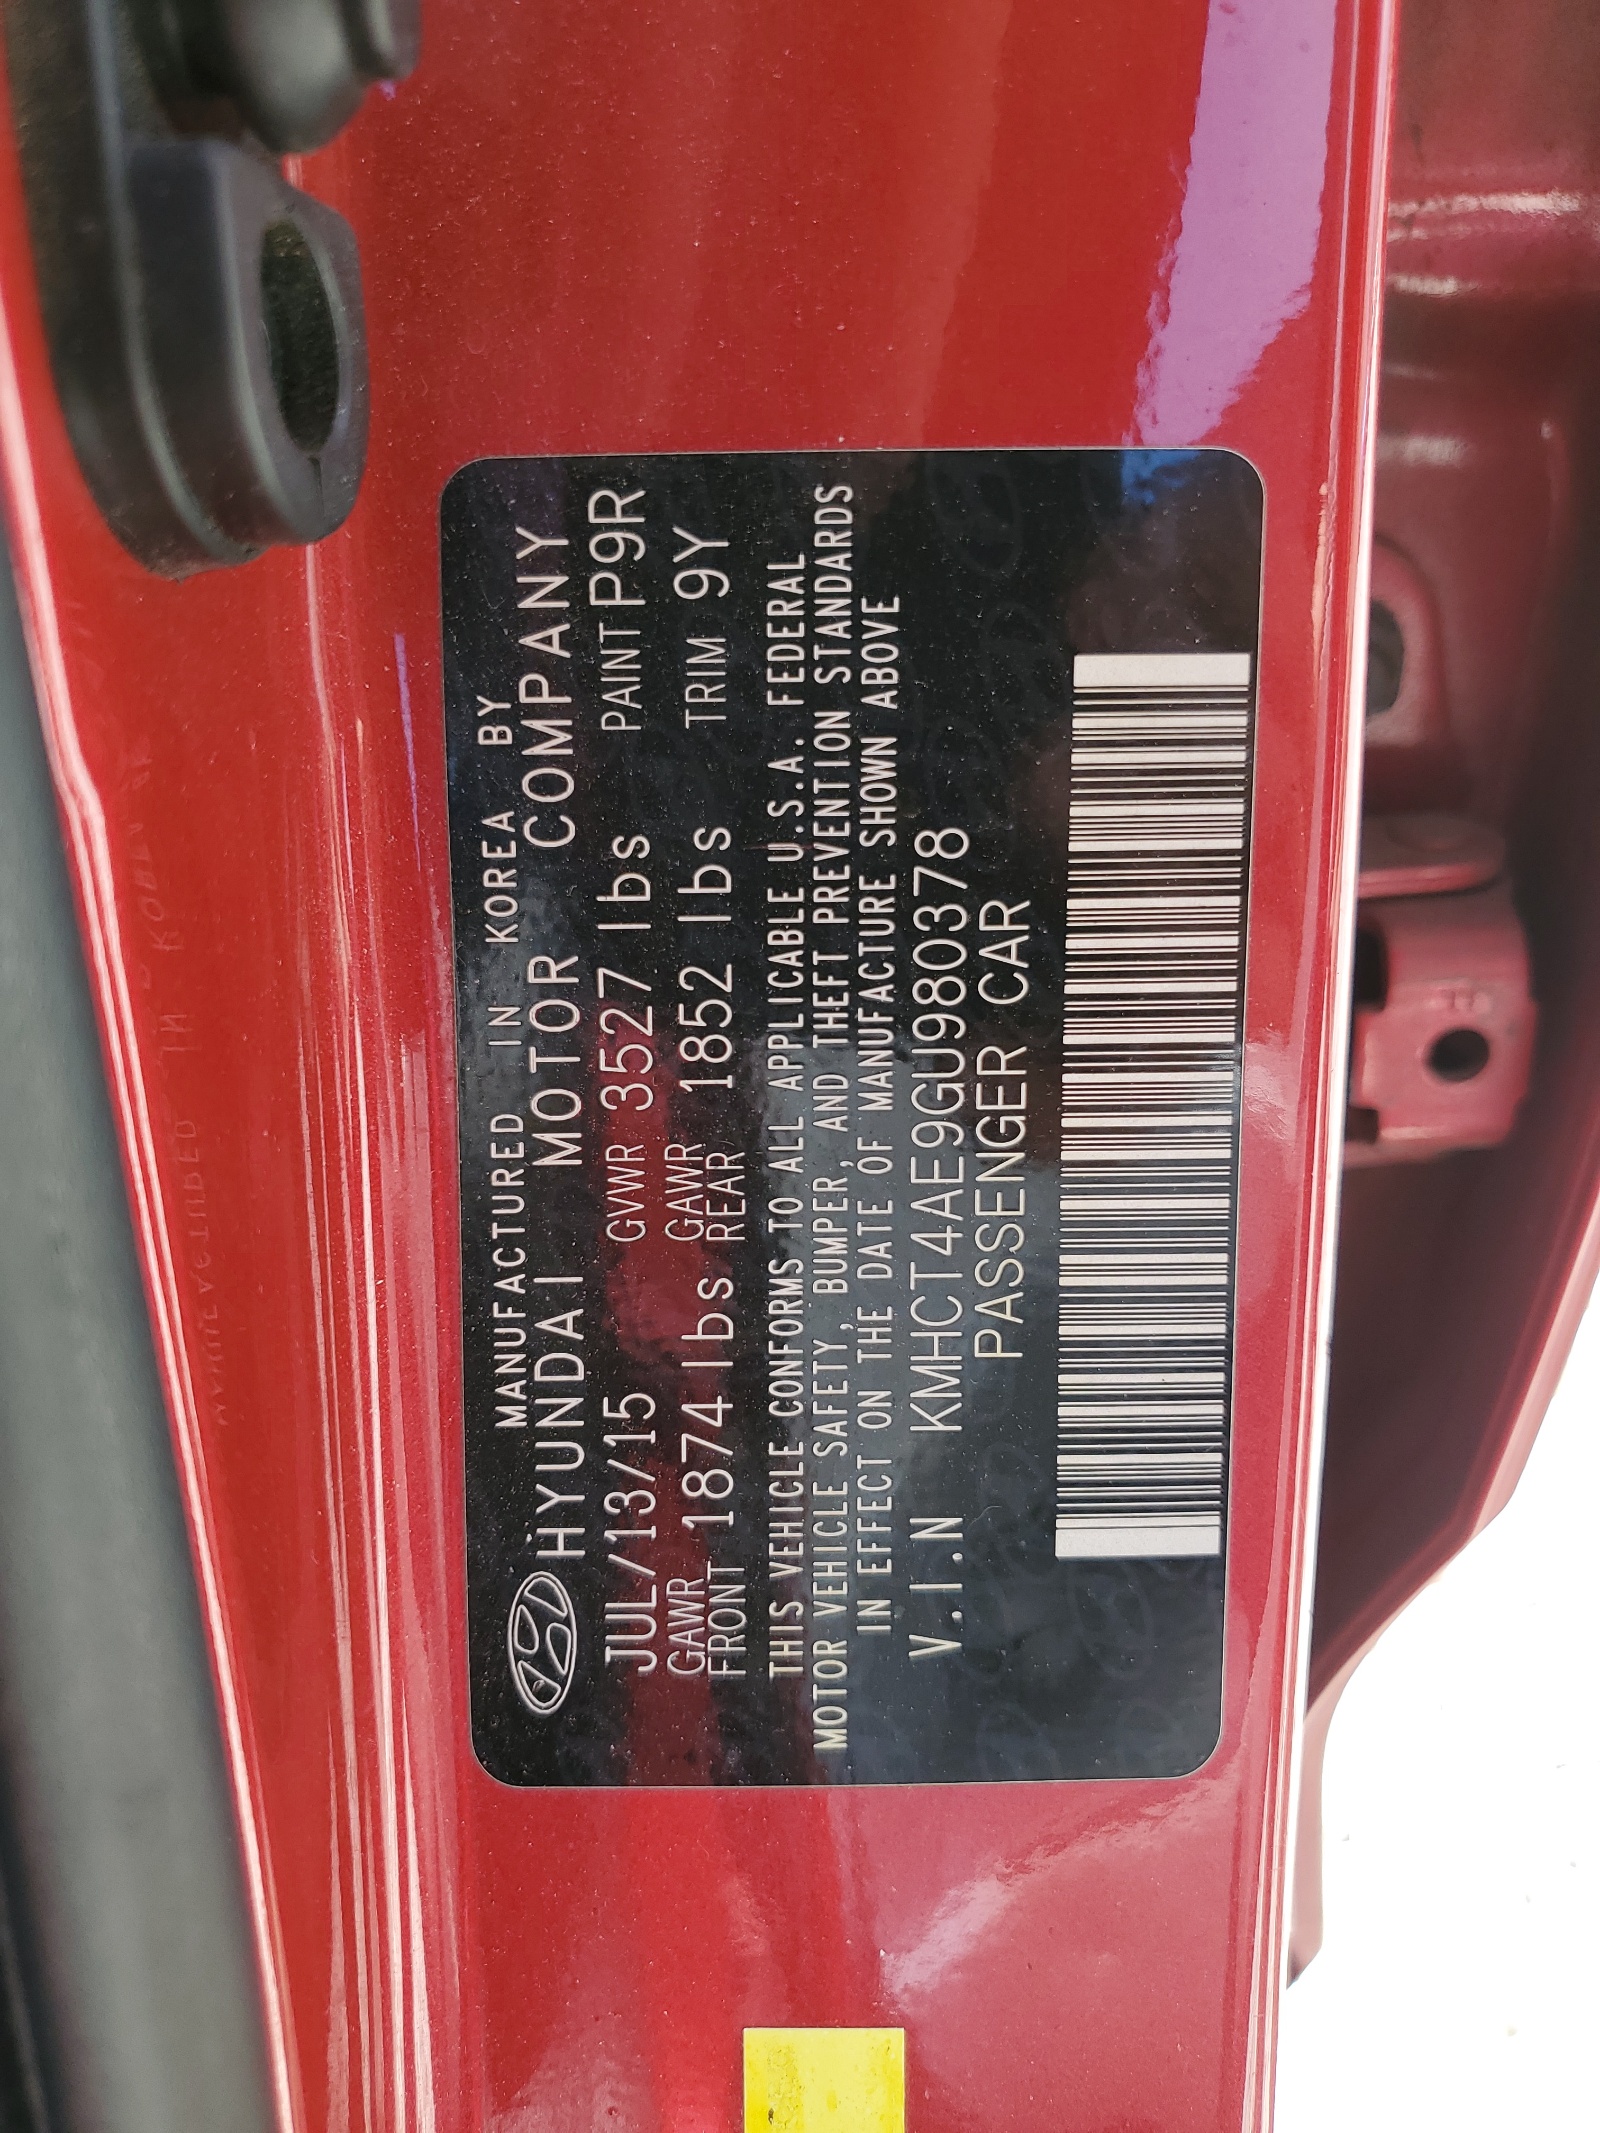 MANUFACTURED IN KOREA BY
HYUNDAI MOTOR COMPANY
JUL/13/15 GVWR 3527 lbs PAINT P9R
GAWR FRONT 1874 lbs GAWR REAR 1852 lbs TRIM 9Y
THIS VEHICLE CONFORMS TO ALL APPLICABLE U.S.A. FEDERAL
MOTOR VEHICLE SAFETY, BUMPER, AND THEFT PREVENTION STANDARDS
IN EFFECT ON THE DATE OF MANUFACTURE SHOWN ABOVE
V.I.N KMHCT4AE9GU980378
PASSENGER CAR